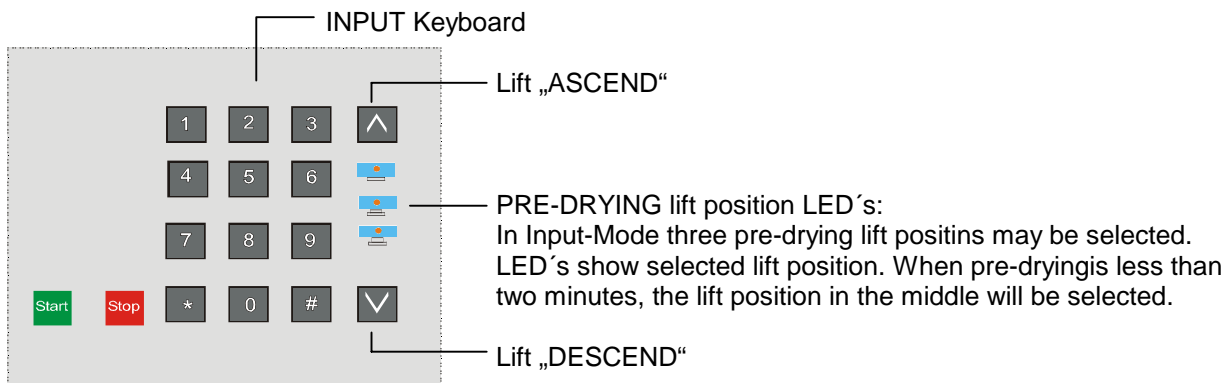 INPUT Keyboard
Lift „ASCEND“
1 2 3
4 5 6
PRE-DRYING lift position LED´s:
In Input-Mode three pre-drying lift positins may be selected.
LED´s show selected lift position. When pre-dryingis less than
two minutes, the lift position in the middle will be selected.
7 8 9
Start Stop * 0 #
Lift „DESCEND“